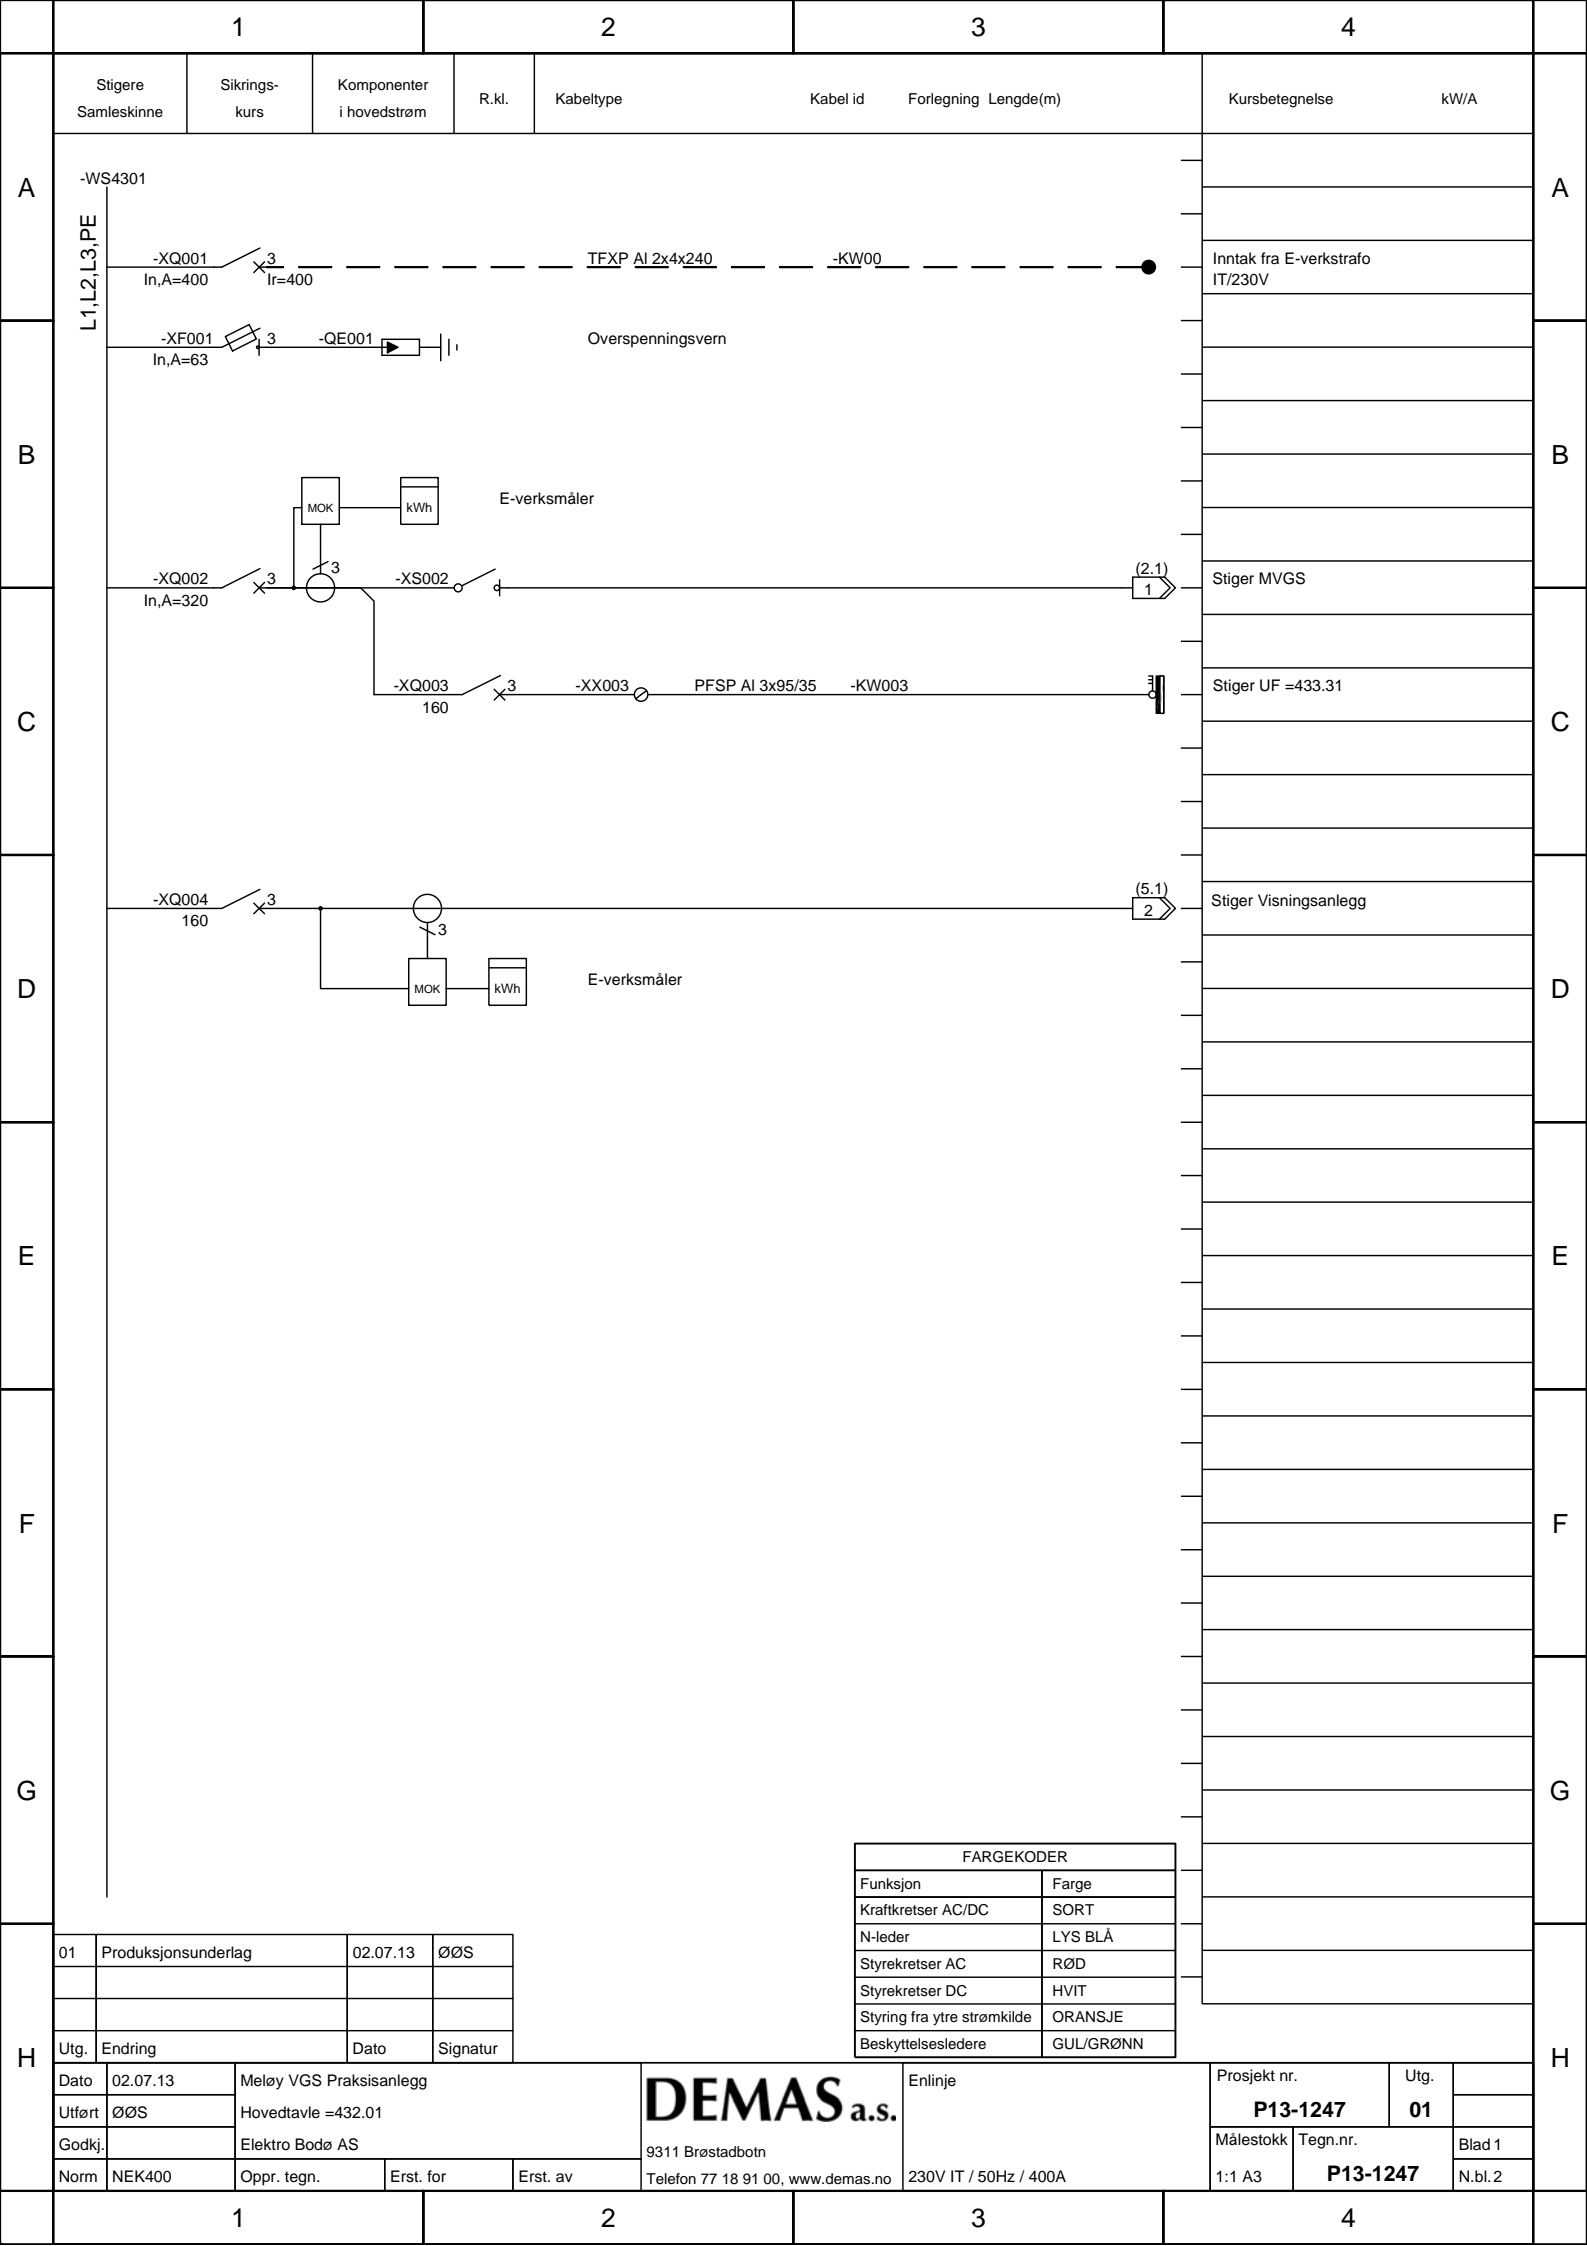 1 2 3 4
Stigere
Samleskinne
Sikrings-
kurs
Komponenter
i hovedstrøm
R.kl.
Kabeltype
Kabel id
Forlegning Lengde(m)
Kursbetegnelse
kW/A
A
A
-WS4301
L1,L2,L3,PE
-XQ001
In,A=400
3
Ir=400
TFXP Al 2x4x240
-KW00
Inntak fra E-verkstrafo
IT/230V
-XF001
In,A=63
3
-QE001
Overspenningsvern
B
B
MOK
kWh
E-verksmåler
3
-XQ002
In,A=320
3
-XS002
(2.1)
1
Stiger MVGS
-XQ003
160
3
-XX003
PFSP Al 3x95/35
-KW003
Stiger UF =433.31
C
C
-XQ004
160
3
(5.1)
2
Stiger Visningsanlegg
3
MOK
kWh
E-verksmåler
D
D
E
E
F
F
G
G
FARGEKODER
Funksjon Farge
Kraftkretser AC/DC SORT
N-leder LYS BLÅ
Styrekretser AC RØD
Styrekretser DC HVIT
Styring fra ytre strømkilde ORANSJE
Beskyttelsesledere GUL/GRØNN
01 Produksjonsunderlag 02.07.13 ØØS
Utg. Endring Dato Signatur
H
H
Dato 02.07.13
Utført ØØS
Godkj.
Norm NEK400
Meløy VGS Praksisanlegg
Hovedtavle =432.01
Elektro Bodø AS
Oppr. tegn. Erst. for Erst. av
DEMAS a.s.
9311 Brøstadbotn
Telefon 77 18 91 00, www.demas.no
Enlinje
230V IT / 50Hz / 400A
Prosjekt nr.
P13-1247
Utg.
01
Målestokk
1:1 A3
Tegn.nr.
P13-1247
Blad 1
N.bl. 2
1 2 3 4